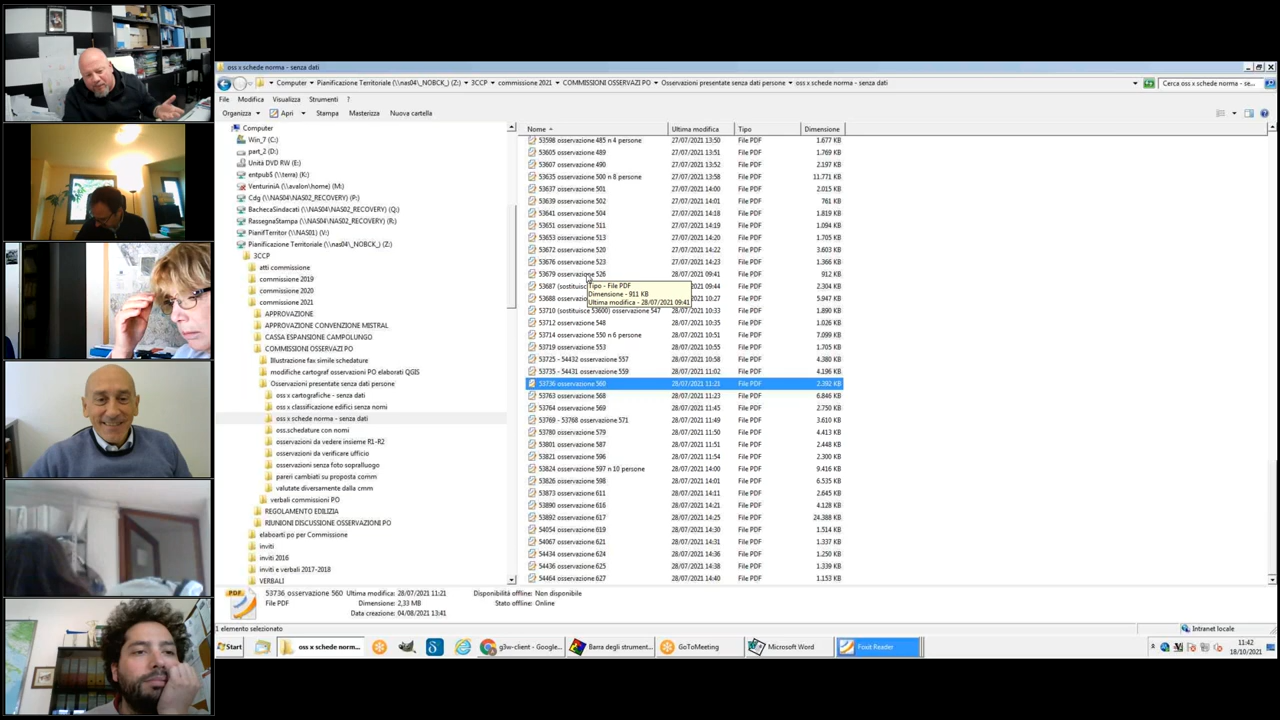 oss x schede norma - senza dati
Computer ▸ Pianificazione Territoriale (\\nas04\_NOBCK_) (Z:) ▸ 3CCP ▸ commissione 2021 ▸ COMMISSIONI OSSERVAZI PO ▸ Osservazioni presentate senza dati persone ▸ oss x schede norma - senza dati
Cerca oss x schede norma - se...
File Modifica Visualizza Strumenti ?
Organizza Apri Stampa Masterizza Nuova cartella
Computer
Win_7 (C:)
part_2 (D:)
Unità DVD RW (E:)
entpub$ (\\terra) (K:)
VenturiniA (\\avalon\home) (M:)
Cdg (\\NAS04\NAS02_RECOVERY) (P:)
BachecaSindacati (\\NAS04\NAS02_RECOVERY) (Q:)
RassegnaStampa (\\NAS04\NAS02_RECOVERY) (R:)
PianifTerritor (\\NAS01) (V:)
Pianificazione Territoriale (\\nas04\_NOBCK_) (Z:)
3CCP
atti commissione
commissione 2019
commissione 2020
commissione 2021
APPROVAZIONE
APPROVAZIONE CONVENZIONE MISTRAL
CASSA ESPANSIONE CAMPOLUNGO
COMMISSIONI OSSERVAZI PO
Illustrazione fax simile schedature
modifiche cartograf osservazioni PO elaborati QGIS
Osservazioni presentate senza dati persone
oss x cartografiche - senza dati
oss x classificazione edifici senza nomi
oss x schede norma - senza dati
oss.schedature con nomi
osservazioni da vedere insieme R1-R2
osservazioni da verificare ufficio
osservazioni senza foto sopralluogo
pareri cambiati su proposta comm
valutate diversamente dalla cmm
verbali commissioni PO
REGOLAMENTO EDILIZIA
RIUNIONI DISCUSSIONE OSSERVAZIONI PO
elaborti po per Commissione
inviti
inviti 2016
inviti e verbali 2017-2018
VERBALI
Nome Ultima modifica Tipo Dimensione
53598 osservazione 485 n 4 persone 27/07/2021 13:50 File PDF 1.677 KB
53605 osservazione 489 27/07/2021 13:51 File PDF 1.769 KB
53607 osservazione 490 27/07/2021 13:52 File PDF 2.197 KB
53635 osservazione 500 n 8 persone 27/07/2021 13:58 File PDF 11.771 KB
53637 osservazione 501 27/07/2021 14:00 File PDF 2.015 KB
53639 osservazione 502 27/07/2021 14:01 File PDF 761 KB
53641 osservazione 504 27/07/2021 14:18 File PDF 1.819 KB
53651 osservazione 511 27/07/2021 14:19 File PDF 1.094 KB
53653 osservazione 513 27/07/2021 14:20 File PDF 1.705 KB
53672 osservazione 520 27/07/2021 14:22 File PDF 3.603 KB
53676 osservazione 523 27/07/2021 14:23 File PDF 1.366 KB
53679 osservazione 526 28/07/2021 09:41 File PDF 912 KB
53687 (sostituisc 09:44 File PDF 2.304 KB
53688 osservazione 10:27 File PDF 5.947 KB
Tipo - File PDF
Dimensione - 911 KB
Ultima modifica - 28/07/2021 09:41
53710 (sostituisce 53600) osservazione 547 28/07/2021 10:33 File PDF 1.890 KB
53712 osservazione 548 28/07/2021 10:35 File PDF 1.026 KB
53714 osservazione 550 n 6 persone 28/07/2021 10:38 File PDF 7.099 KB
53719 osservazione 553 28/07/2021 10:55 File PDF 1.705 KB
53725 - 54432 osservazione 557 28/07/2021 10:58 File PDF 4.380 KB
53735 - 54431 osservazione 559 28/07/2021 11:02 File PDF 4.196 KB
53736 osservazione 560 28/07/2021 11:21 File PDF 2.392 KB
53763 osservazione 568 28/07/2021 11:23 File PDF 6.846 KB
53764 osservazione 569 28/07/2021 11:45 File PDF 2.750 KB
53769 - 53768 osservazione 571 28/07/2021 11:49 File PDF 3.610 KB
53780 osservazione 579 28/07/2021 11:50 File PDF 4.413 KB
53801 osservazione 587 28/07/2021 11:51 File PDF 2.448 KB
53821 osservazione 596 28/07/2021 11:54 File PDF 2.300 KB
53824 osservazione 597 n 10 persone 28/07/2021 14:00 File PDF 9.416 KB
53826 osservazione 598 28/07/2021 14:01 File PDF 6.535 KB
53873 osservazione 611 28/07/2021 14:11 File PDF 2.645 KB
53890 osservazione 616 28/07/2021 14:21 File PDF 4.128 KB
53892 osservazione 617 28/07/2021 14:25 File PDF 24.388 KB
54054 osservazione 619 28/07/2021 14:30 File PDF 1.514 KB
54067 osservazione 621 28/07/2021 14:31 File PDF 1.337 KB
54434 osservazione 624 28/07/2021 14:36 File PDF 1.250 KB
54436 osservazione 625 28/07/2021 14:38 File PDF 1.339 KB
54464 osservazione 627 28/07/2021 14:40 File PDF 1.153 KB
53736 osservazione 560 Ultima modifica: 28/07/2021 11:21 Disponibilità offline: Non disponibile
File PDF Dimensione: 2,33 MB Stato offline: Online
Data creazione: 04/08/2021 13:41
PDF
1 elemento selezionato
Intranet locale
Start oss x schede norm... g3w-client - Google... Barra degli strument... GoToMeeting Microsoft Word Foxit Reader
11:42
18/10/2021